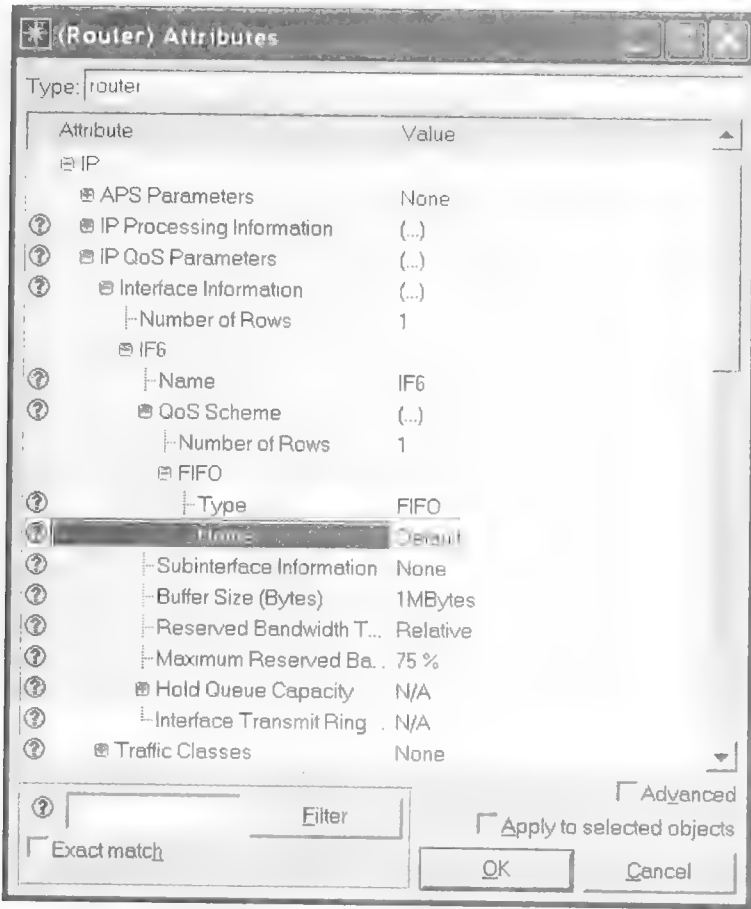 (Router) Attributes
Type: router
Attribute Value
IP
APS Parameters None
IP Processing Information (...)
IP QoS Parameters (...)
Interface Information (...)
Number of Rows 1
IF6
Name IF6
QoS Scheme (...)
Number of Rows 1
FIFO
Type FIFO
Default
Subinterface Information None
Buffer Size (Bytes) 1MBytes
Reserved Bandwidth T... Relative
Maximum Reserved Ba.. 75 %
Hold Queue Capacity N/A
Interface Transmit Ring . N/A
Traffic Classes None
Advanced
Filter
Apply to selected objects
Exact match
OK Cancel